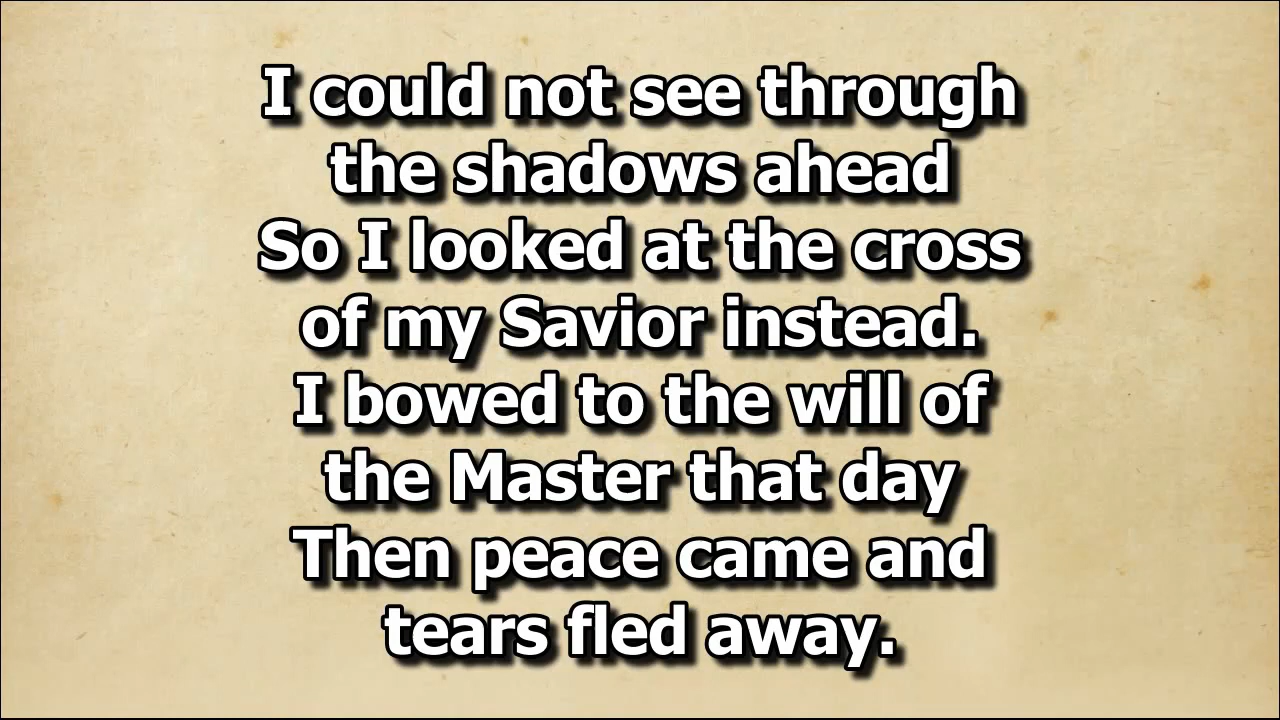 I could not see through
the shadows ahead
So I looked at the cross
of my Savior instead.
I bowed to the will of
the Master that day
Then peace came and
tears fled away.